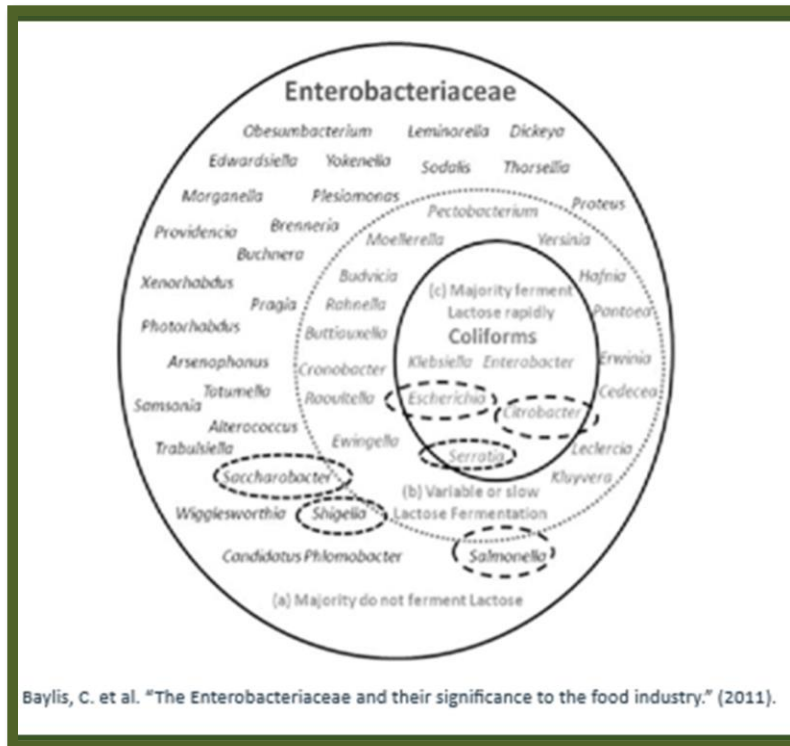 Enterobacteriaceae
Obesumbacterium Leminorella Dickeya
Edwardsiella Yokenella Sodalis Thorsellia
Morganella Plesiomonas Proteus
Pectobacterium
Providencia Brenneria Moellerella Yersinia
Buchnera
Xenorhabdus Budvicia (c) Majority ferment Hafnia
Pragia Rahnella Lactose rapidly Pantoea
Photorhabdus Buttiauxella Coliforms
Arsenophonus Cronobacter Klebsiella Enterobacter Erwinia
Tatumella Raoultella Escherichia Cedecea
Samsonia Citrobacter
Alterococcus Ewingella
Trabulsiella Serratia Leclercia
Saccharobacter Kluyvera
(b) Variable or slow
Wigglesworthia Shigella Lactose Fermentation
Candidatus Phlomobacter Salmonella
(a) Majority do not ferment Lactose
Baylis, C. et al. “The Enterobacteriaceae and their significance to the food industry.” (2011).